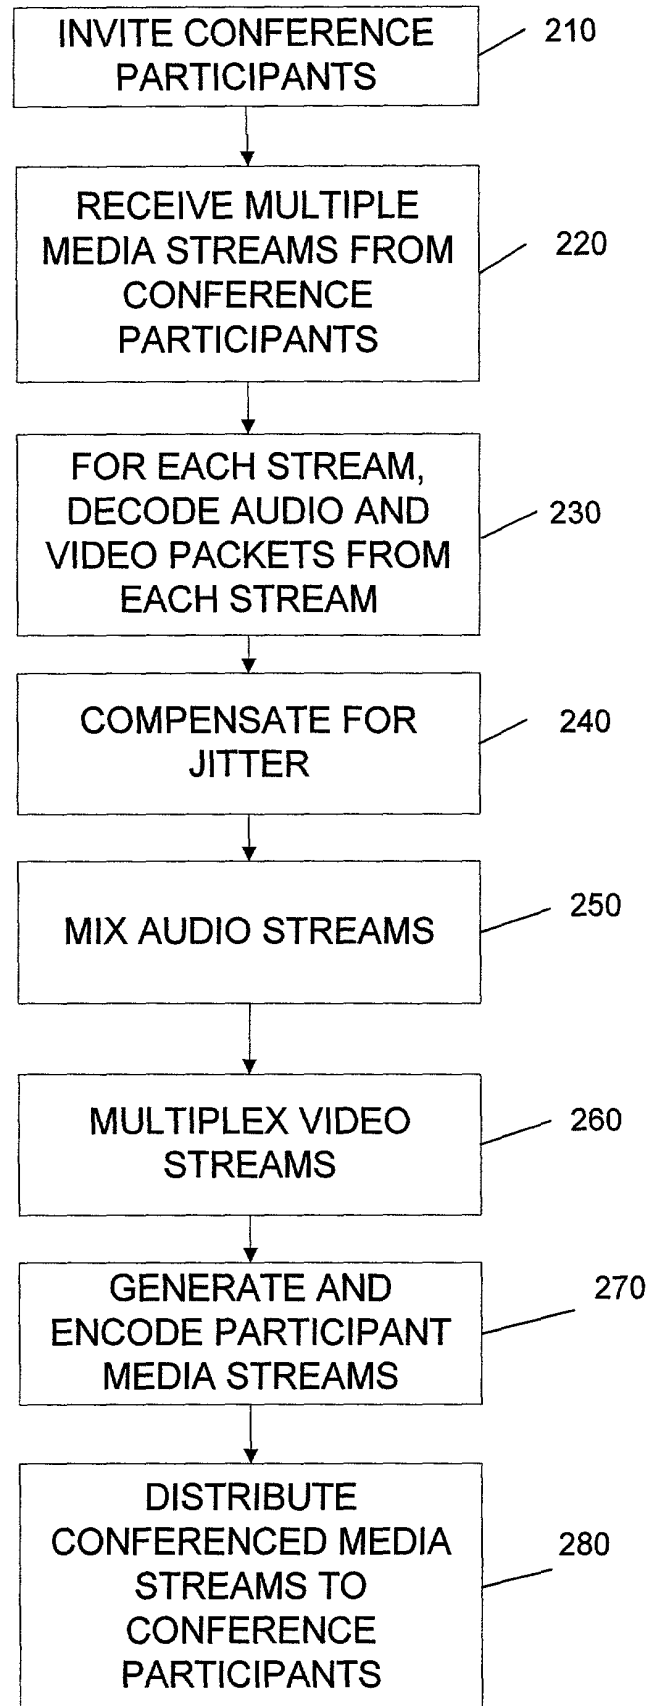 INVITE CONFERENCE
PARTICIPANTS
210
RECEIVE MULTIPLE
MEDIA STREAMS FROM
CONFERENCE
PARTICIPANTS
220
FOR EACH STREAM,
DECODE AUDIO AND
VIDEO PACKETS FROM
EACH STREAM
230
COMPENSATE FOR
JITTER
240
MIX AUDIO STREAMS
250
MULTIPLEX VIDEO
STREAMS
260
GENERATE AND
ENCODE PARTICIPANT
MEDIA STREAMS
270
DISTRIBUTE
CONFERENCED MEDIA
STREAMS TO
CONFERENCE
PARTICIPANTS
280